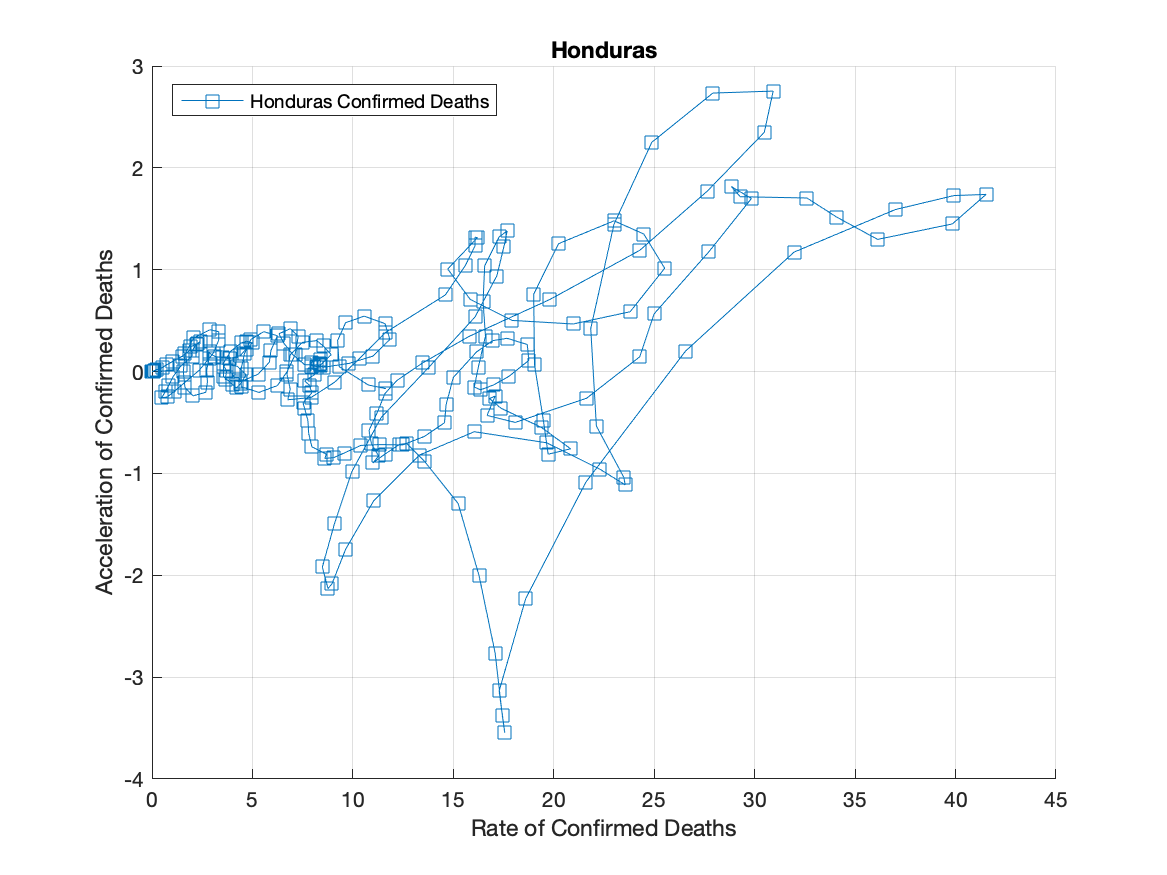 Honduras
Honduras Confirmed Deaths
3
2
1
0
-1
-2
-3
-4
Acceleration of Confirmed Deaths
0 5 10 15 20 25 30 35 40 45
Rate of Confirmed Deaths